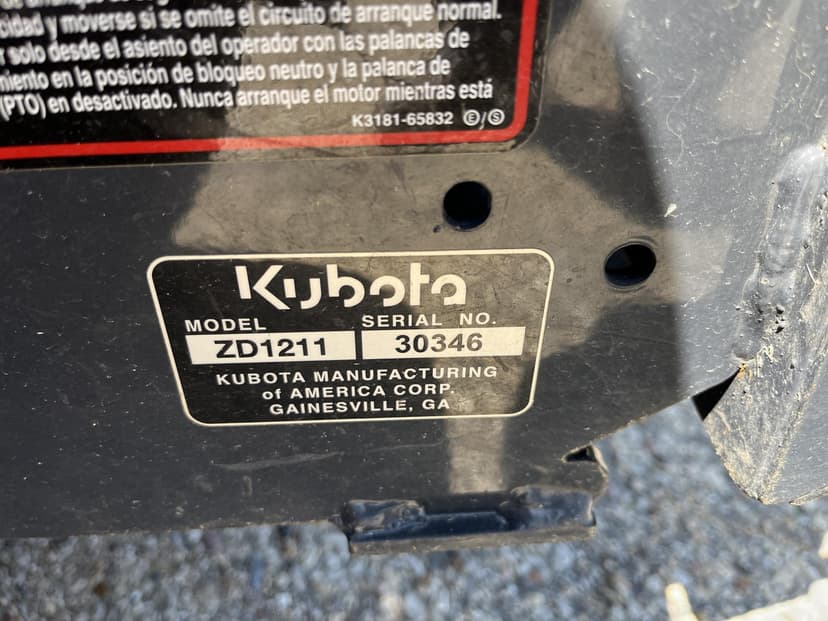 ocidad y moverse si se omite el circuito de arranque normal.
r solo desde el asiento del operador con las palancas de
miento en la posición de bloqueo neutro y la palanca de
(PTO) en desactivado. Nunca arranque el motor mientras está
K3181-65832 Ⓔ/Ⓢ
Kubota
MODEL SERIAL NO.
ZD1211 30346
KUBOTA MANUFACTURING
of AMERICA CORP.
GAINESVILLE, GA